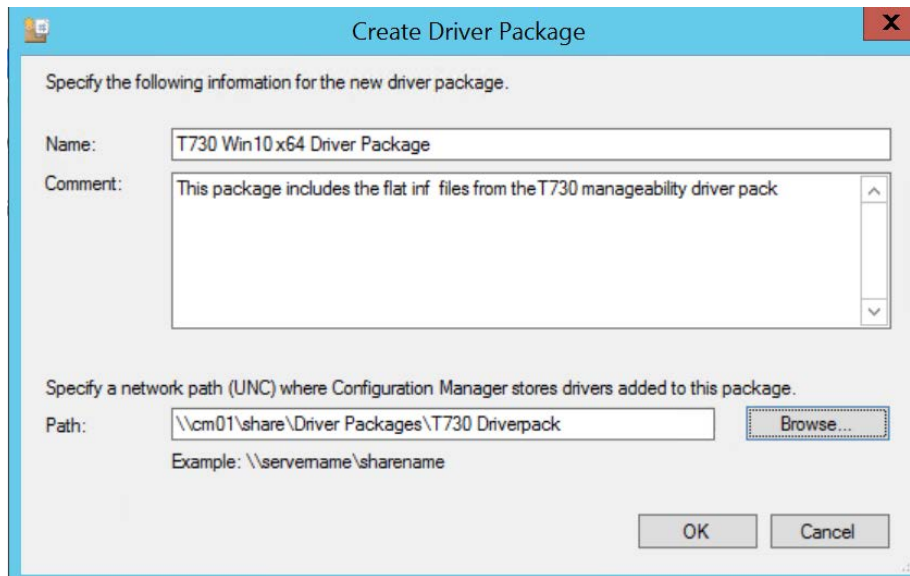 Create Driver Package
X
Specify the following information for the new driver package.
Name:
T730 Win10 x64 Driver Package
Comment:
This package includes the flat inf files from the T730 manageability driver pack
Specify a network path (UNC) where Configuration Manager stores drivers added to this package.
Path:
\\cm01\share\Driver Packages\T730 Driverpack
Browse...
Example: \\servername\sharename
OK
Cancel